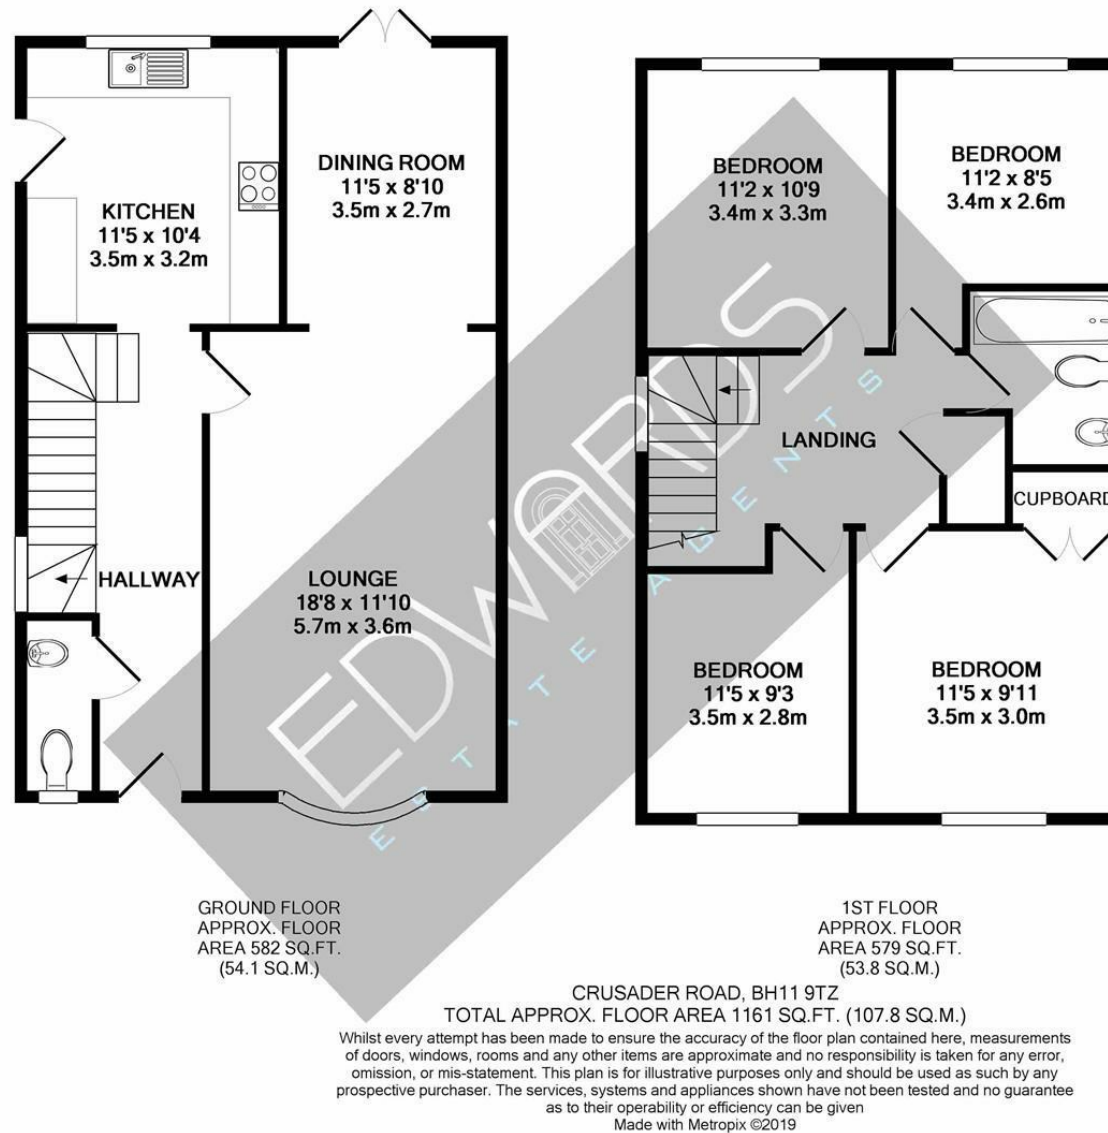 KITCHEN
11'5 x 10'4
3.5m x 3.2m
DINING ROOM
11'5 x 8'10
3.5m x 2.7m
HALLWAY
LOUNGE
18'8 x 11'10
5.7m x 3.6m
GROUND FLOOR
APPROX. FLOOR
AREA 582 SQ.FT.
(54.1 SQ.M.)
BEDROOM
11'2 x 10'9
3.4m x 3.3m
BEDROOM
11'2 x 8'5
3.4m x 2.6m
LANDING
CUPBOARD
BEDROOM
11'5 x 9'3
3.5m x 2.8m
BEDROOM
11'5 x 9'11
3.5m x 3.0m
1ST FLOOR
APPROX. FLOOR
AREA 579 SQ.FT.
(53.8 SQ.M.)
EDWARDS
ESTATE AGENTS
CRUSADER ROAD, BH11 9TZ
TOTAL APPROX. FLOOR AREA 1161 SQ.FT. (107.8 SQ.M.)
Whilst every attempt has been made to ensure the accuracy of the floor plan contained here, measurements
of doors, windows, rooms and any other items are approximate and no responsibility is taken for any error,
omission, or mis-statement. This plan is for illustrative purposes only and should be used as such by any
prospective purchaser. The services, systems and appliances shown have not been tested and no guarantee
as to their operability or efficiency can be given
Made with Metropix ©2019